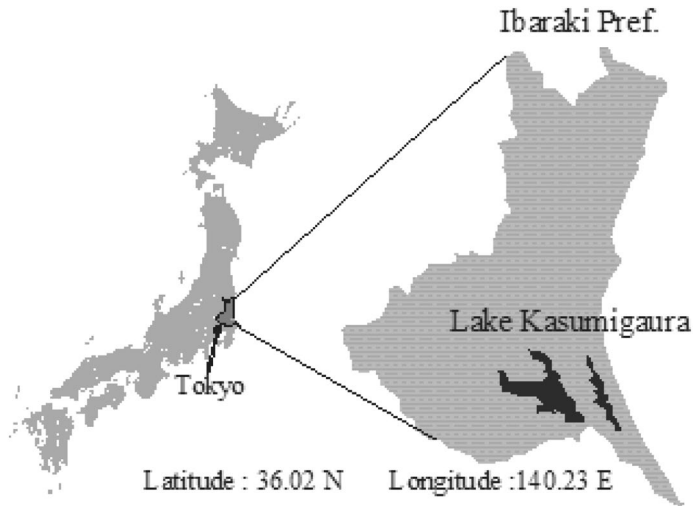 Ibaraki Pref.
Lake Kasumigaura
Tokyo
Latitude : 36.02 N Longitude :140.23 E